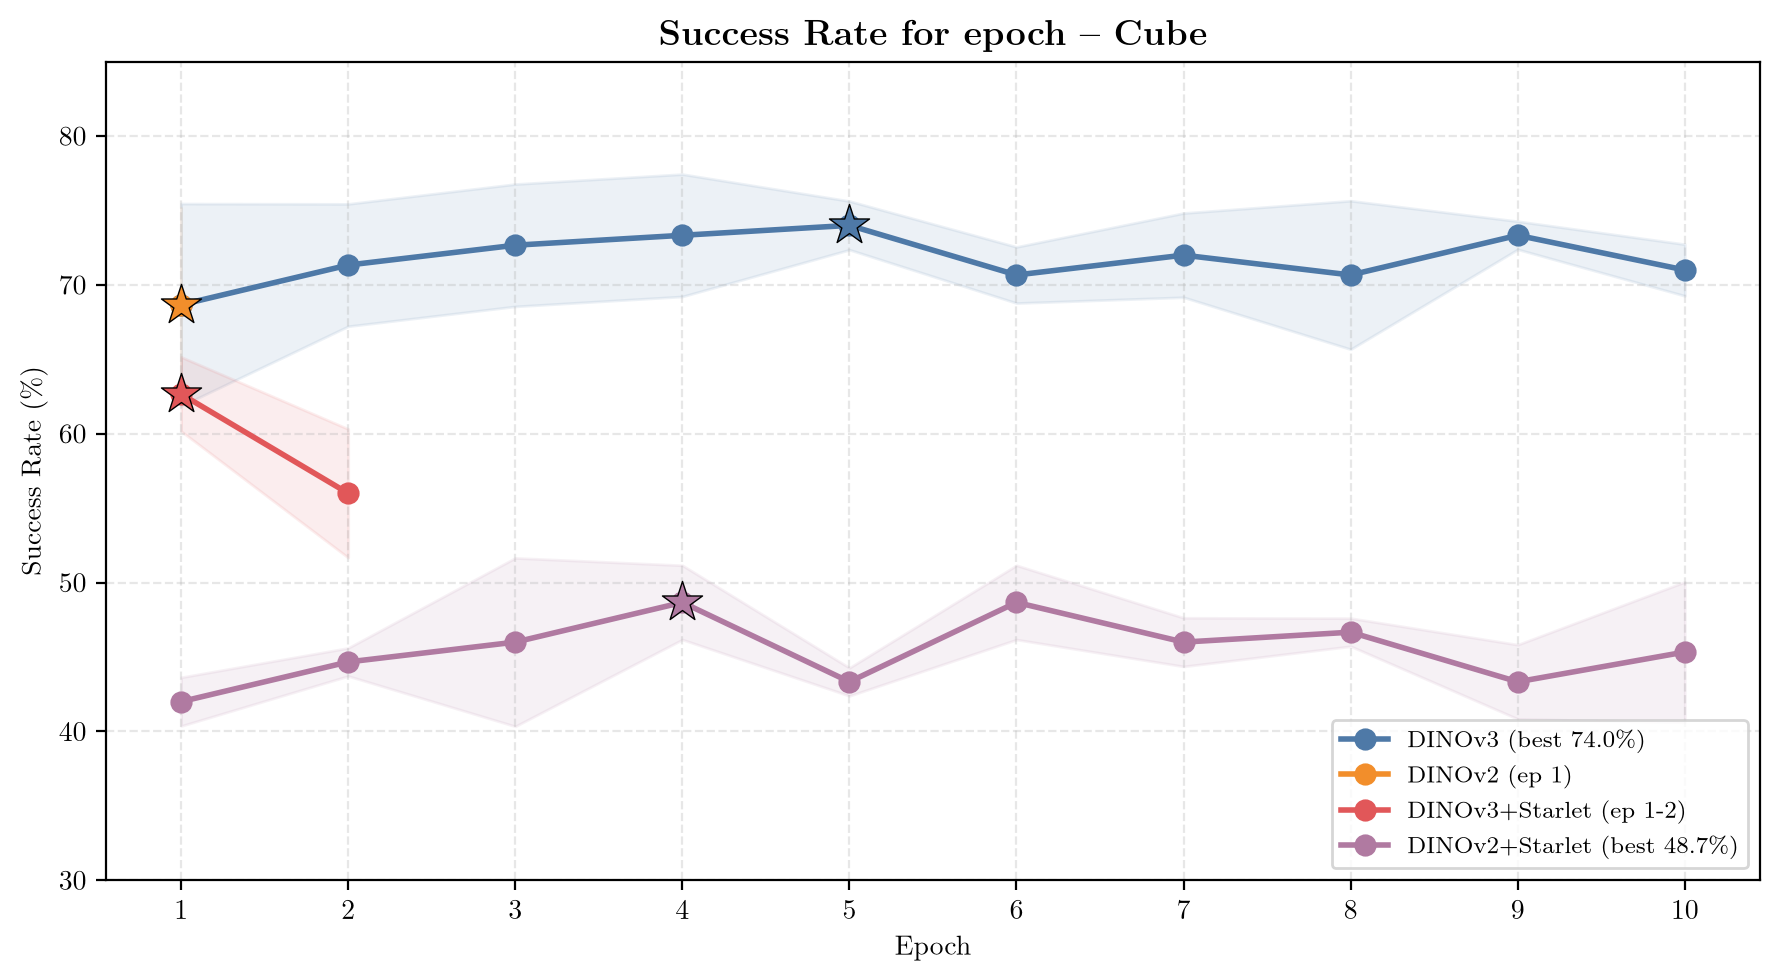 Success Rate for epoch – Cube
Success Rate (%)
80
70
60
50
40
30
1 2 3 4 5 6 7 8 9 10
Epoch
DINOv3 (best 74.0%)
DINOv2 (ep 1)
DINOv3+Starlet (ep 1-2)
DINOv2+Starlet (best 48.7%)